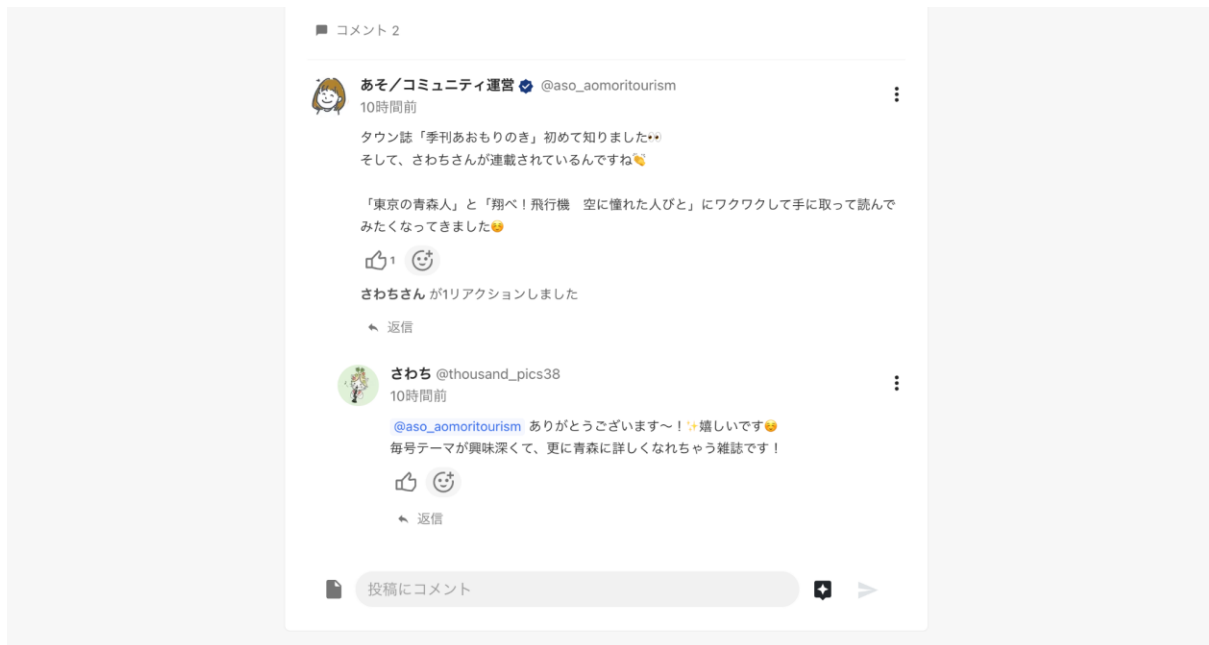 コメント 2
あそ／コミュニティ運営 @aso_aomoritourism
10時間前
タウン誌「季刊あおもりのき」初めて知りました👀
そして、さわちさんが連載されているんですね👏
「東京の青森人」と「翔べ！飛行機　空に憧れた人びと」にワクワクして手に取って読んで
みたくなってきました☺️
1
さわちさん が1リアクションしました
返信
さわち @thousand_pics38
10時間前
@aso_aomoritourism ありがとうございます〜！✨嬉しいです☺️
毎号テーマが興味深くて、更に青森に詳しくなれちゃう雑誌です！
返信
投稿にコメント